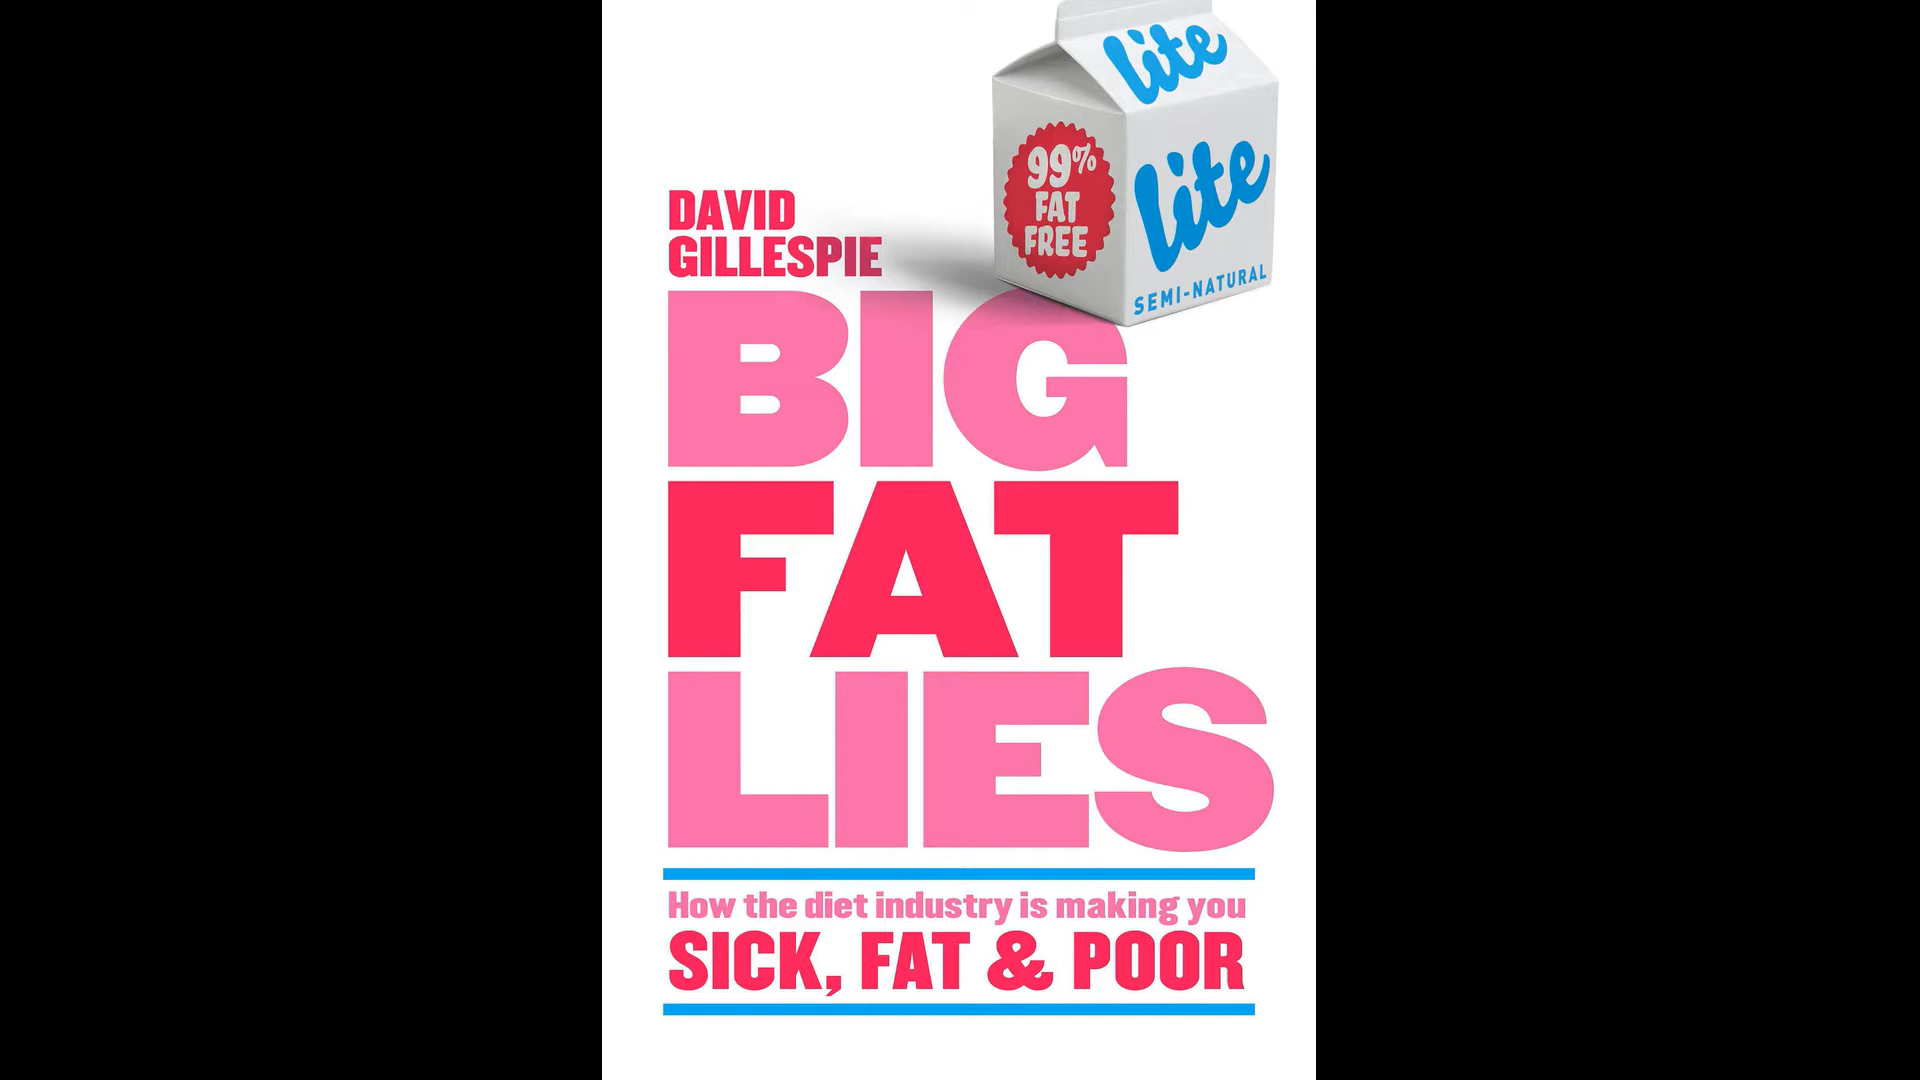 lite
99%
FAT
FREE
lite
SEMI-NATURAL
DAVID
GILLESPIE
BIG
FAT
LIES
How the diet industry is making you
SICK, FAT & POOR